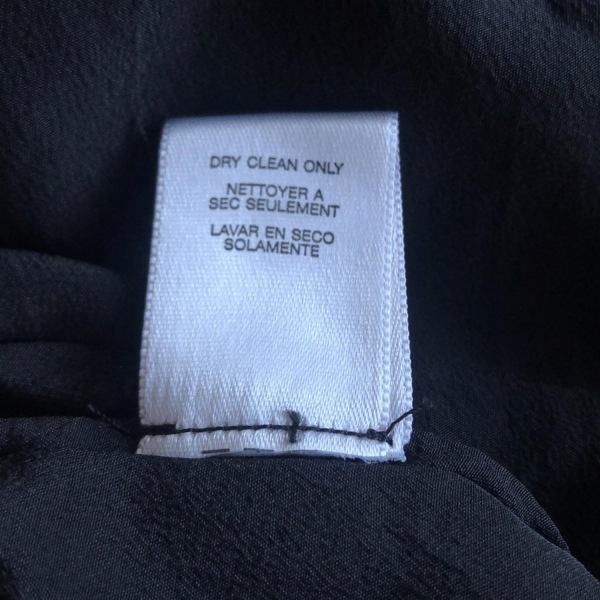 DRY CLEAN ONLY
NETTOYER A
SEC SEULEMENT
LAVAR EN SECO
SOLAMENTE